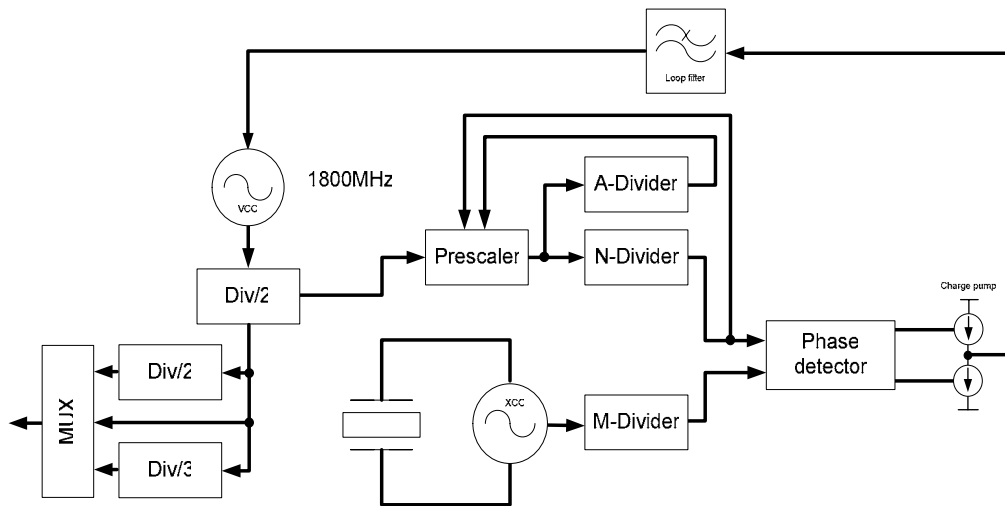 Loop filter
1800MHz
VCC
A-Divider
Prescaler
N-Divider
Div/2
Charge pump
Phase
detector
Div/2
XCC
MUX
M-Divider
Div/3